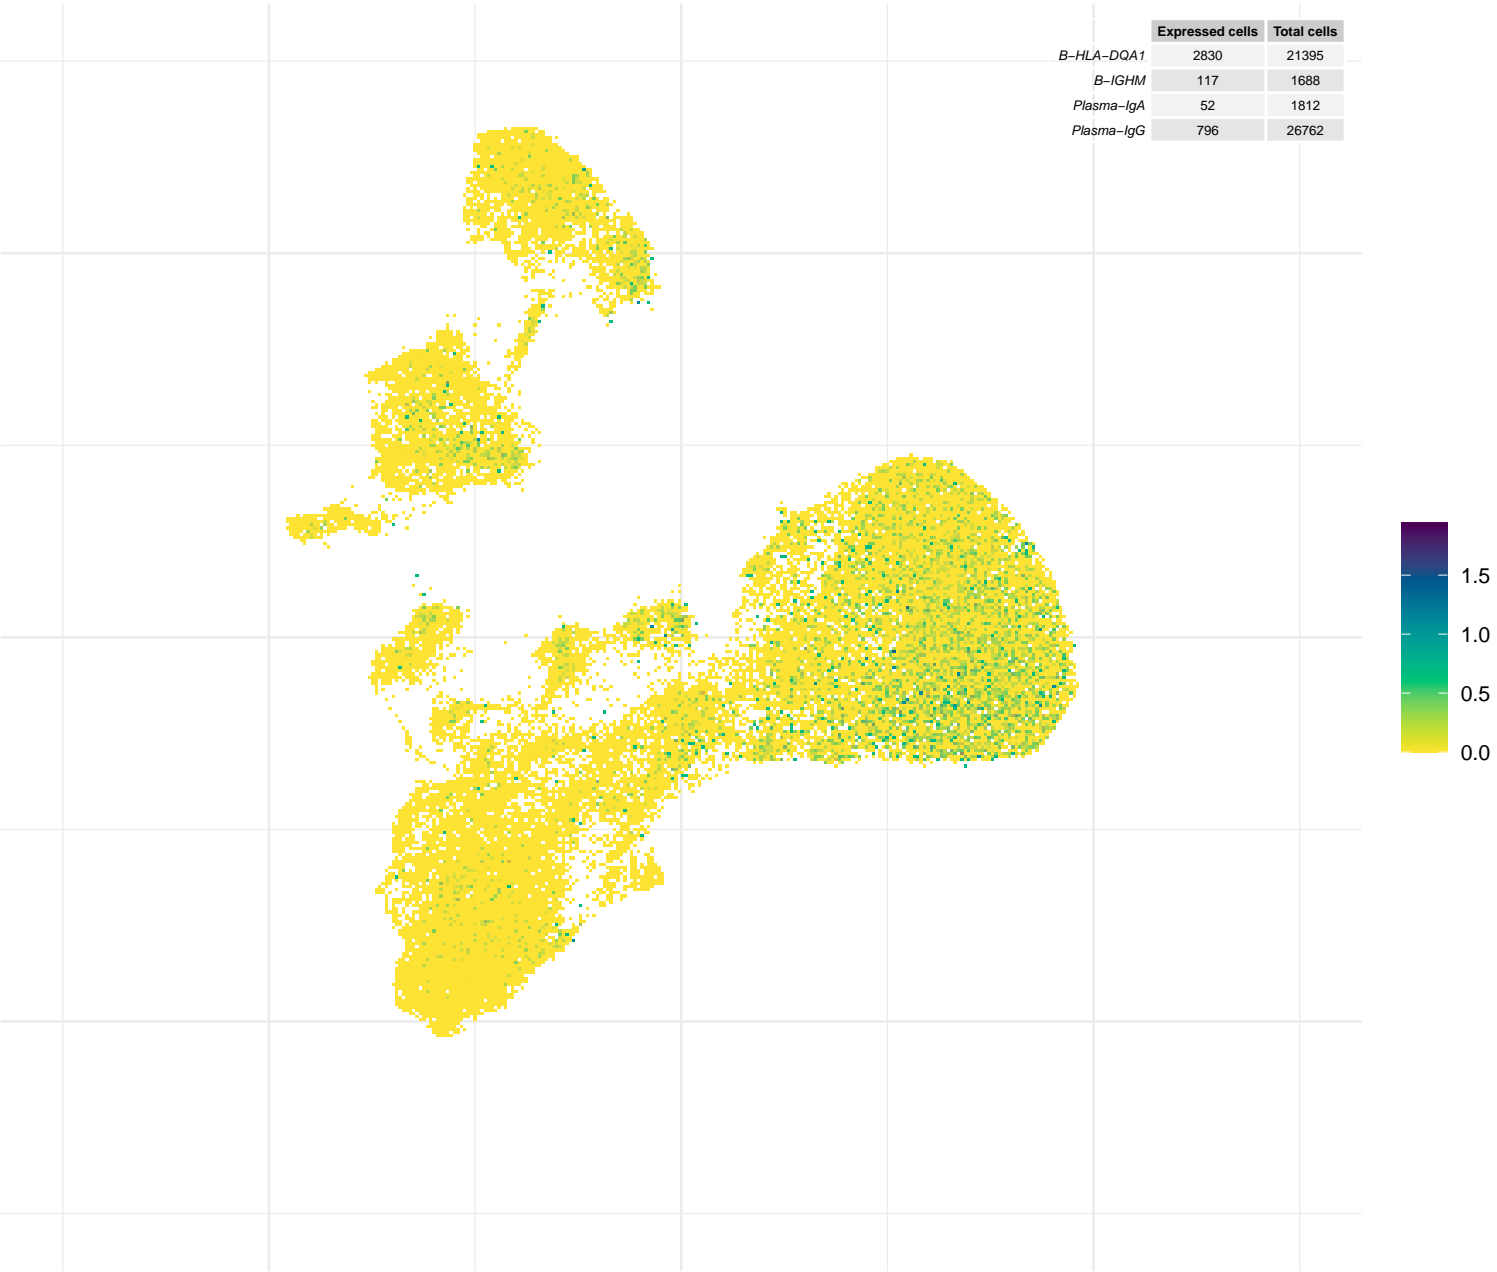 Expressed cells Total cells
B−HLA−DQA1 2830 21395
B−IGHM 117 1688
Plasma−IgA 52 1812
Plasma−IgG 796 26762
1.5
1.0
0.5
0.0